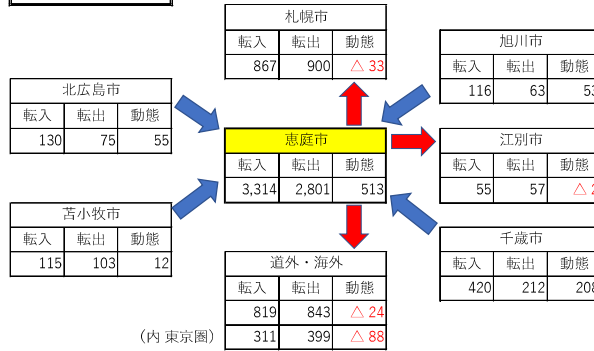 札幌市
転入 転出 動態
867 900 △ 33
旭川市
転入 転出 動態
116 63 53
北広島市
転入 転出 動態
130 75 55
恵庭市
転入 転出 動態
3,314 2,801 513
江別市
転入 転出 動態
55 57 △ 2
苫小牧市
転入 転出 動態
115 103 12
千歳市
転入 転出 動態
420 212 208
道外・海外
転入 転出 動態
819 843 △ 24
(内 東京圏) 311 399 △ 88